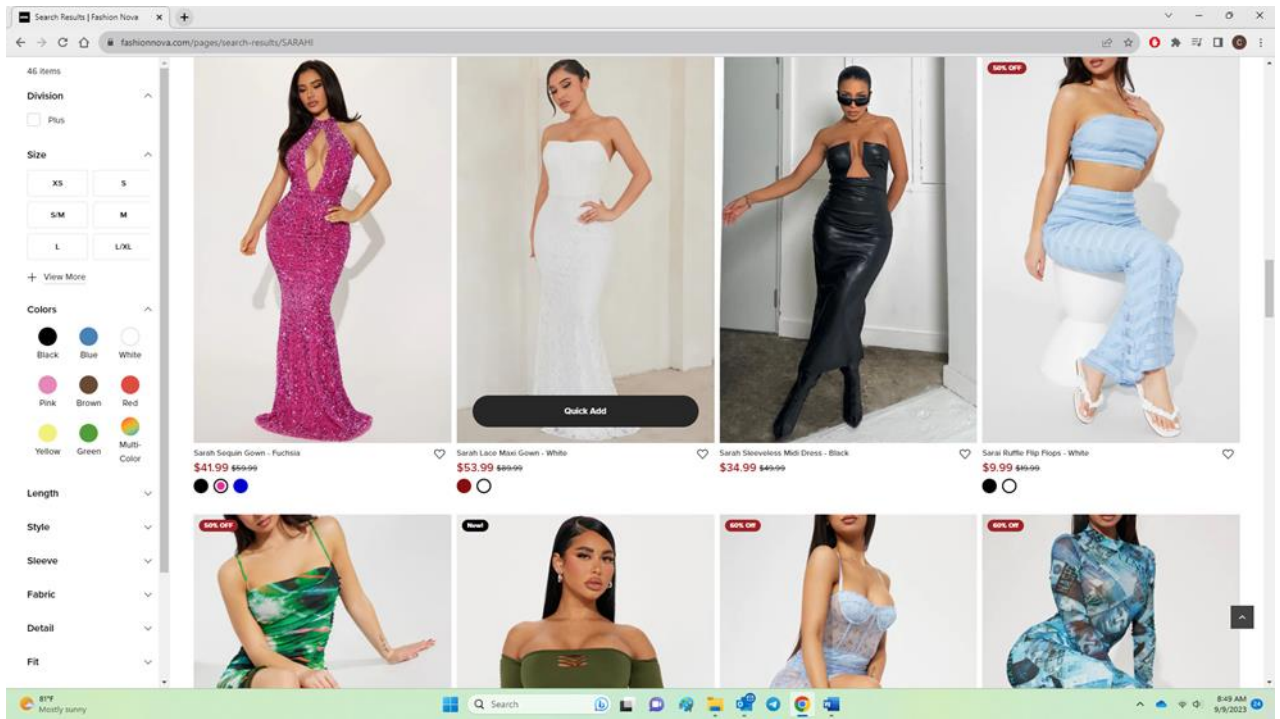 Search Results | Fashion Nova
fashionnova.com/pages/search-results/SARAHI
46 items
Division
Plus
Size
XS S
S/M M
L L/XL
+ View More
Colors
Black Blue White
Pink Brown Red
Yellow Green Multi-Color
Length
Style
Sleeve
Fabric
Detail
Fit
50% OFF
Quick Add
Sarah Sequin Gown - Fuchsia
$41.99 $59.99
Sarah Lace Maxi Gown - White
$53.99 $89.99
Sarah Sleeveless Midi Dress - Black
$34.99 $49.99
Sarai Ruffle Flip Flops - White
$9.99 $19.99
50% OFF
New!
60% Off
60% Off
81°F
Mostly sunny
Search
8:49 AM
9/9/2023